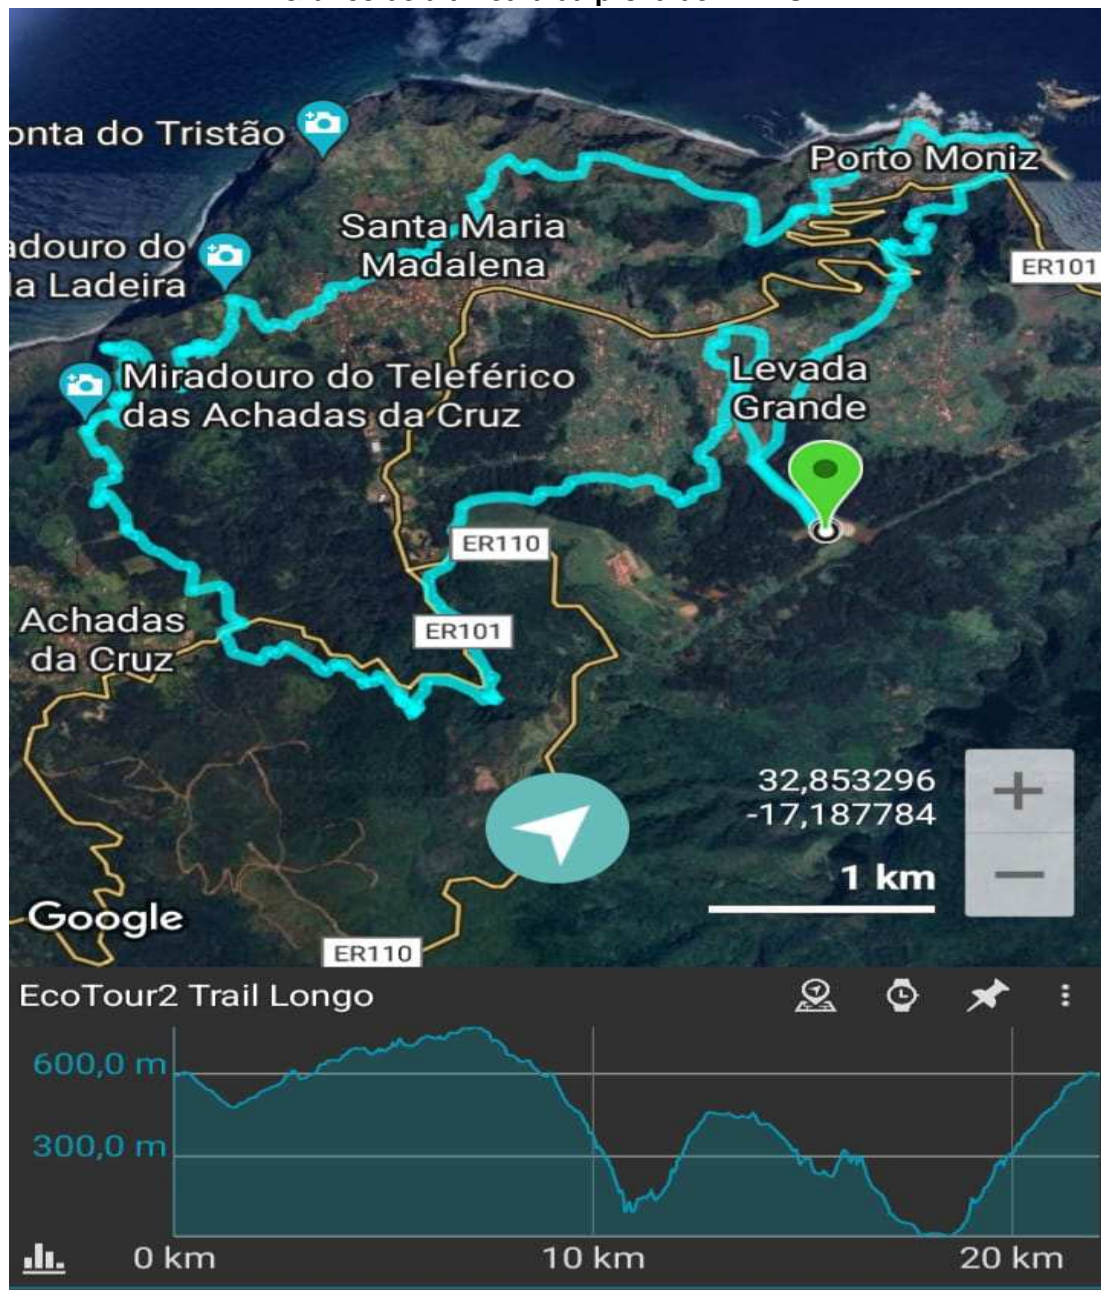 onta do Tristão
Porto Moniz
Santa Maria
Madalena
adouro do
la Ladeira
ER101
Miradouro do Teleférico
das Achadas da Cruz
Levada
Grande
ER110
Achadas
da Cruz
ER101
32,853296
-17,187784
1 km
Google
ER110
EcoTour2 Trail Longo
600,0 m
300,0 m
0 km
10 km
20 km